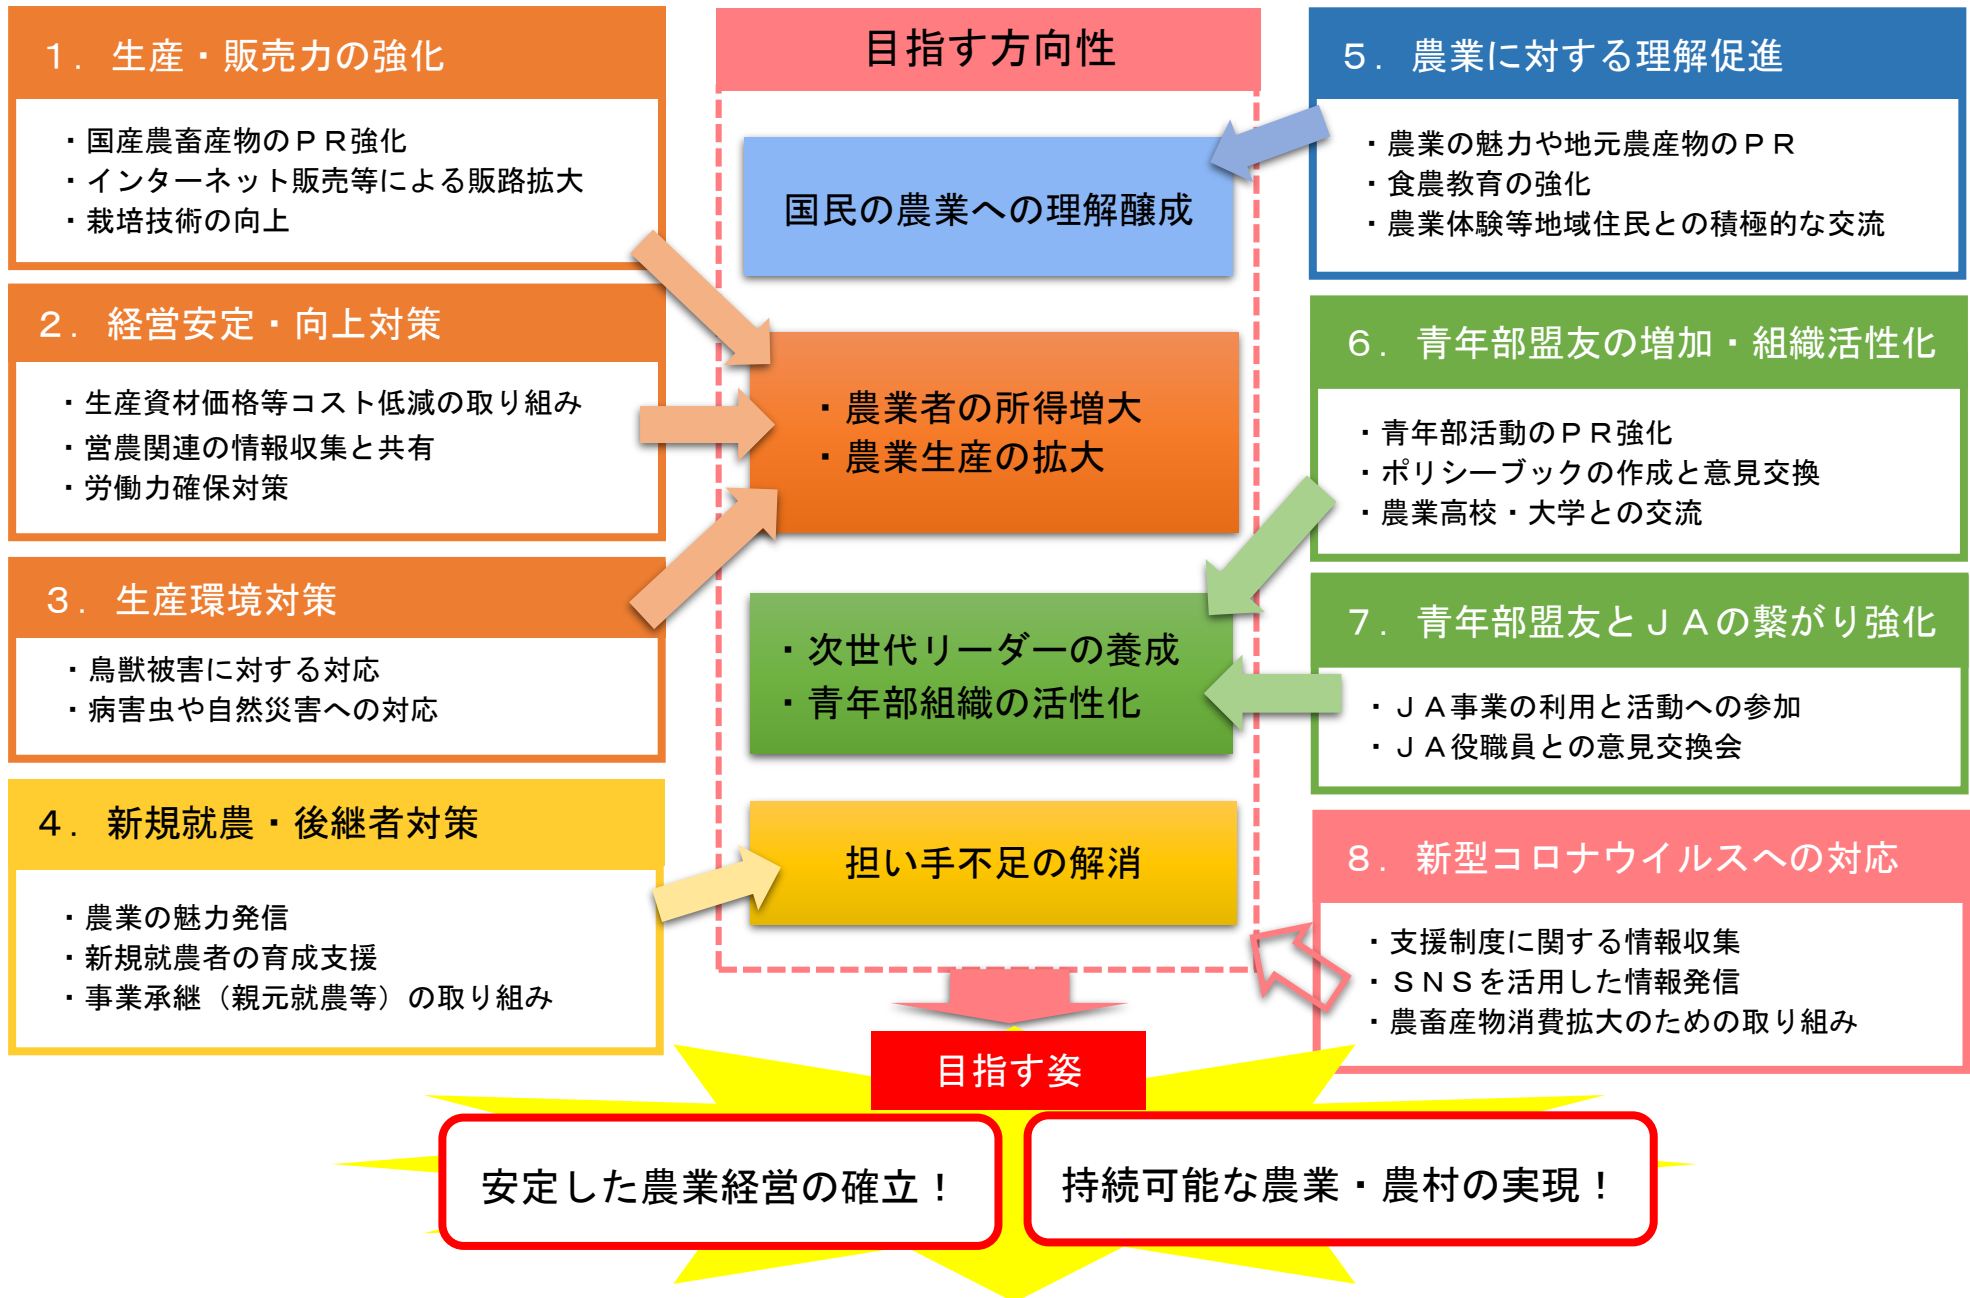 １．生産・販売力の強化
・国産農畜産物のＰＲ強化
・インターネット販売等による販路拡大
・栽培技術の向上
２．経営安定・向上対策
・生産資材価格等コスト低減の取り組み
・営農関連の情報収集と共有
・労働力確保対策
３．生産環境対策
・鳥獣被害に対する対応
・病害虫や自然災害への対応
４．新規就農・後継者対策
・農業の魅力発信
・新規就農者の育成支援
・事業承継（親元就農等）の取り組み
目指す方向性
国民の農業への理解醸成
・農業者の所得増大
・農業生産の拡大
・次世代リーダーの養成
・青年部組織の活性化
担い手不足の解消
５．農業に対する理解促進
・農業の魅力や地元農産物のＰＲ
・食農教育の強化
・農業体験等地域住民との積極的な交流
６．青年部盟友の増加・組織活性化
・青年部活動のＰＲ強化
・ポリシーブックの作成と意見交換
・農業高校・大学との交流
７．青年部盟友とＪＡの繋がり強化
・ＪＡ事業の利用と活動への参加
・ＪＡ役職員との意見交換会
８．新型コロナウイルスへの対応
・支援制度に関する情報収集
・ＳＮＳを活用した情報発信
・農畜産物消費拡大のための取り組み
目指す姿
安定した農業経営の確立！
持続可能な農業・農村の実現！